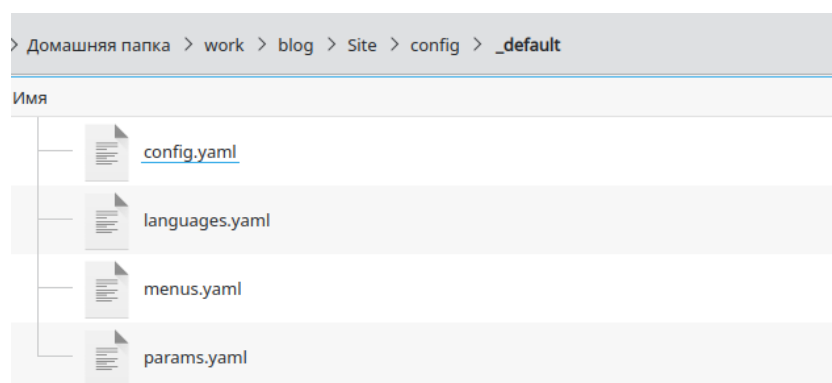 > Домашняя папка > work > blog > Site > config > _default
Имя
config.yaml
languages.yaml
menus.yaml
params.yaml